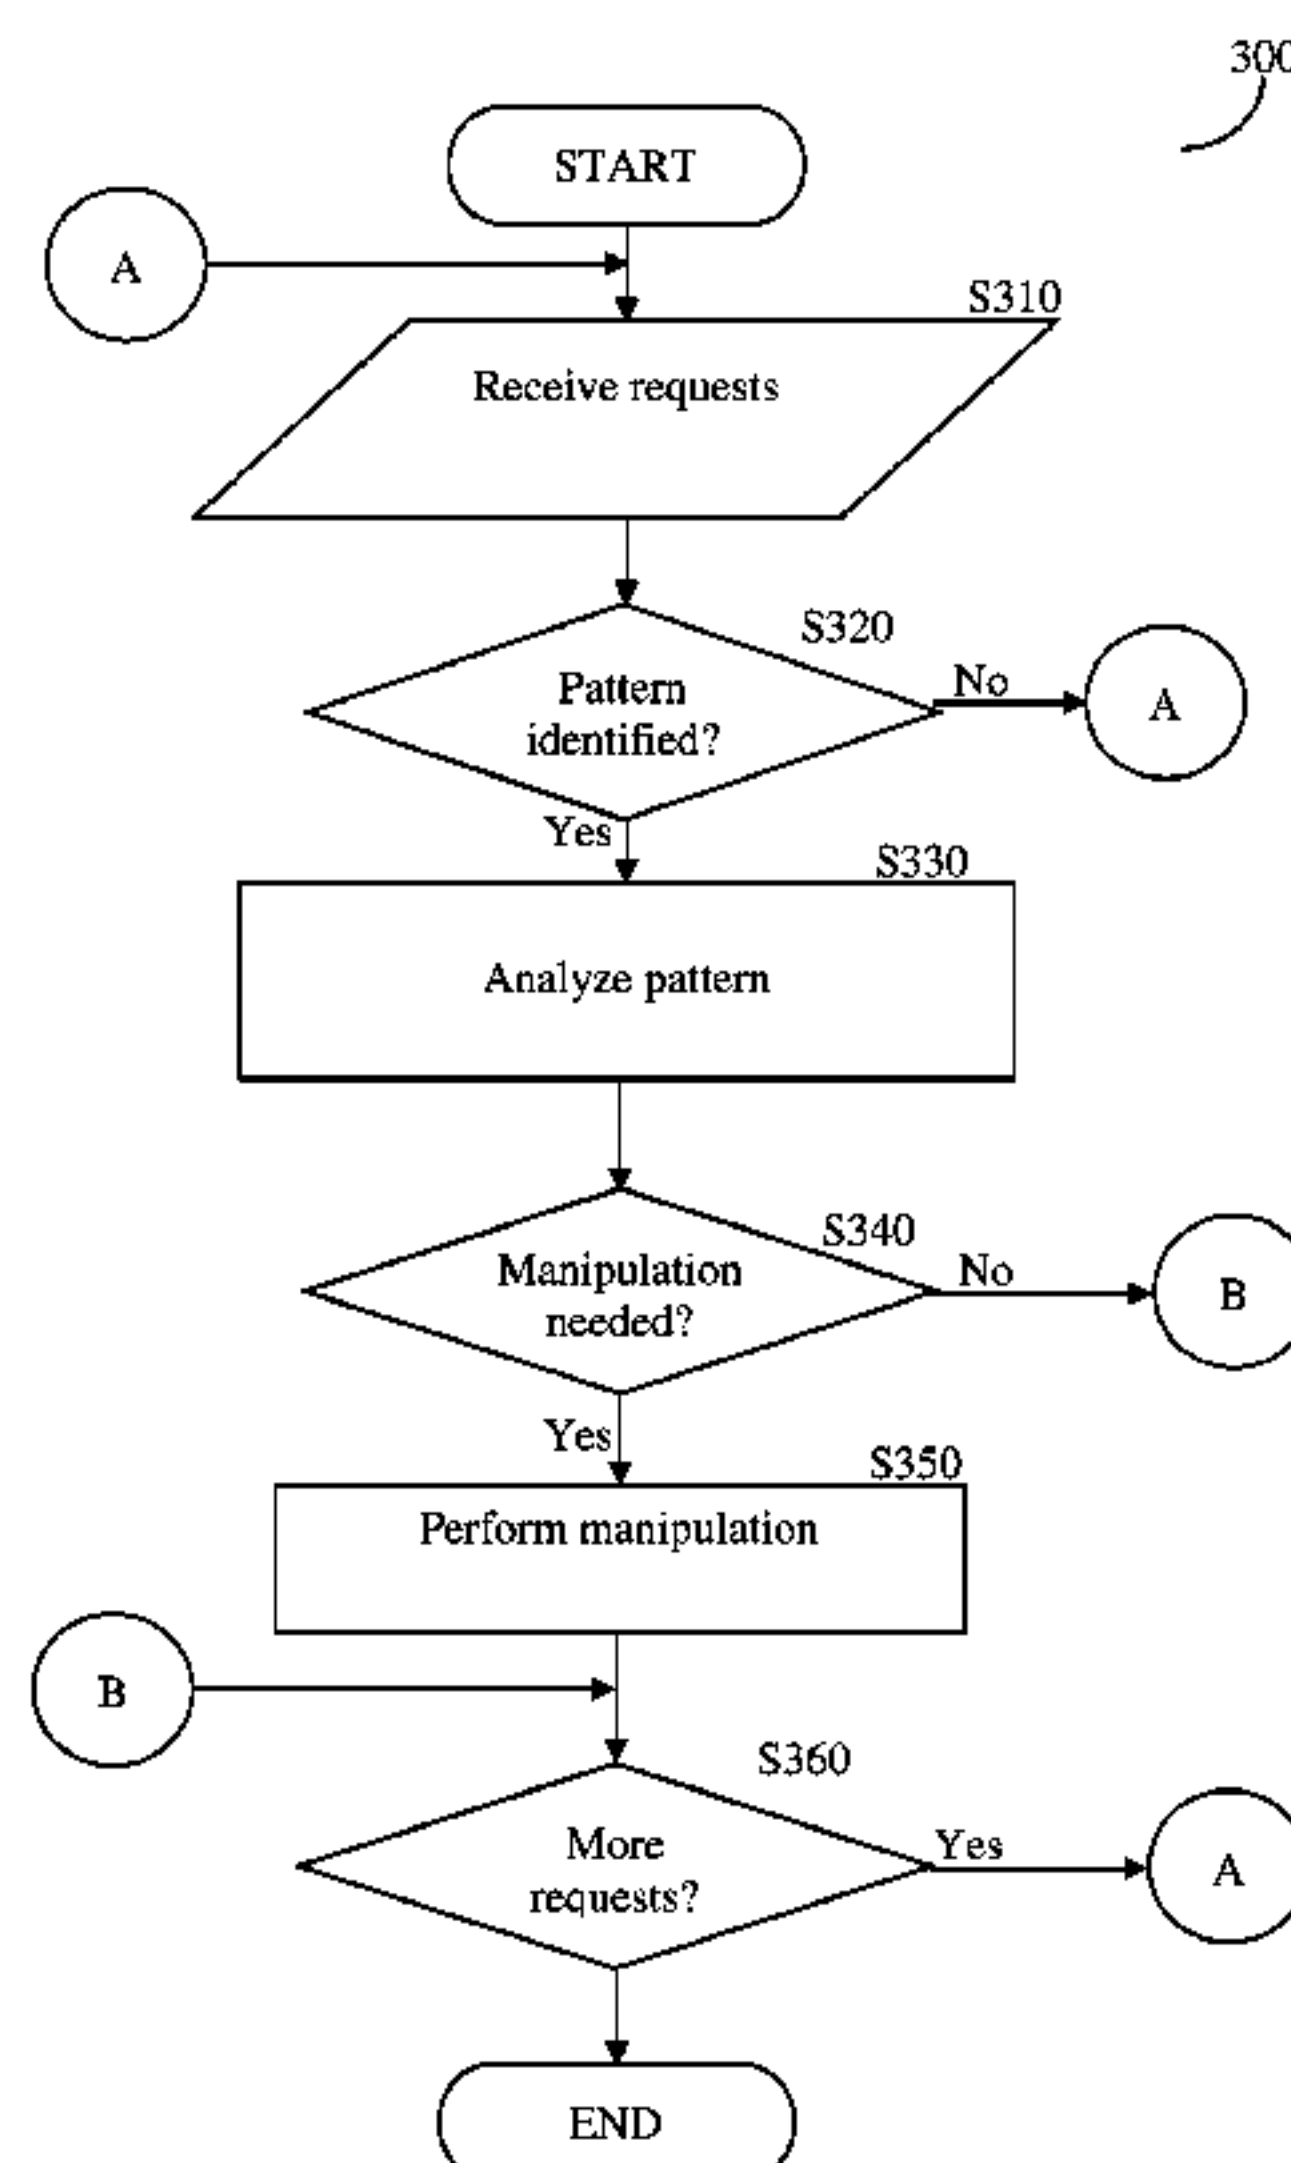 300
START
A
S310
Receive requests
S320
Pattern
identified?
No
A
Yes
S330
Analyze pattern
S340
Manipulation
needed?
No
B
Yes
S350
Perform manipulation
B
S360
More
requests?
Yes
A
END